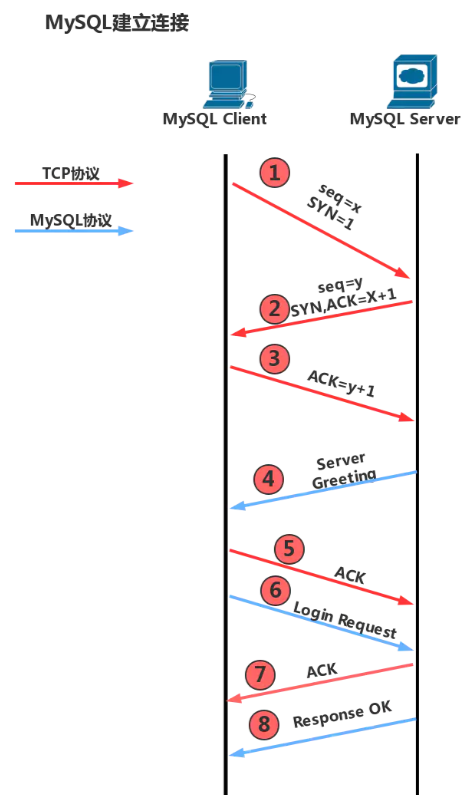 MySQL建立连接
MySQL Client
MySQL Server
TCP协议
MySQL协议
1
seq=x
SYN=1
2
seq=y
SYN,ACK=X+1
3
ACK=y+1
4
Server
Greeting
5
ACK
6
Login Request
7
ACK
8
Response OK